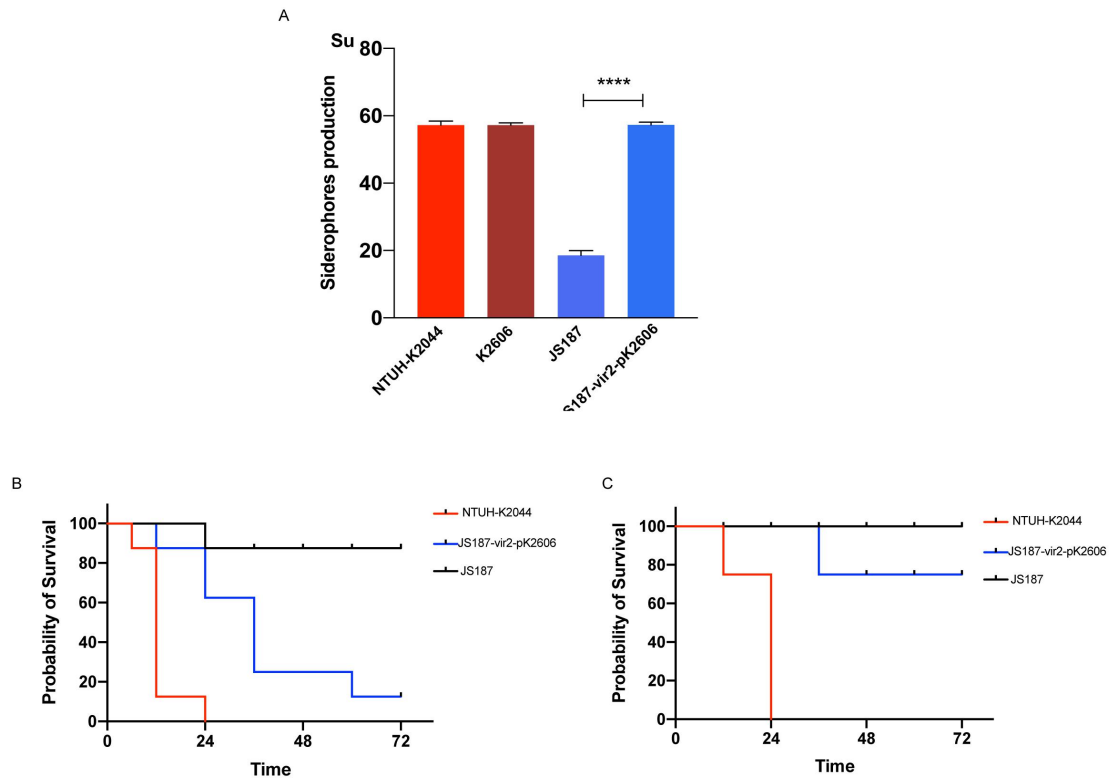 A
Su
Siderophores production
80
60
40
20
0
****
NTUH-K2044
K2606
JS187
S187-vir2-pK2606
B
Probability of Survival
100
80
60
40
20
0
0 24 48 72
Time
NTUH-K2044
JS187-vir2-pK2606
JS187
C
Probability of Survival
100
80
60
40
20
0
0 24 48 72
Time
NTUH-K2044
JS187-vir2-pK2606
JS187